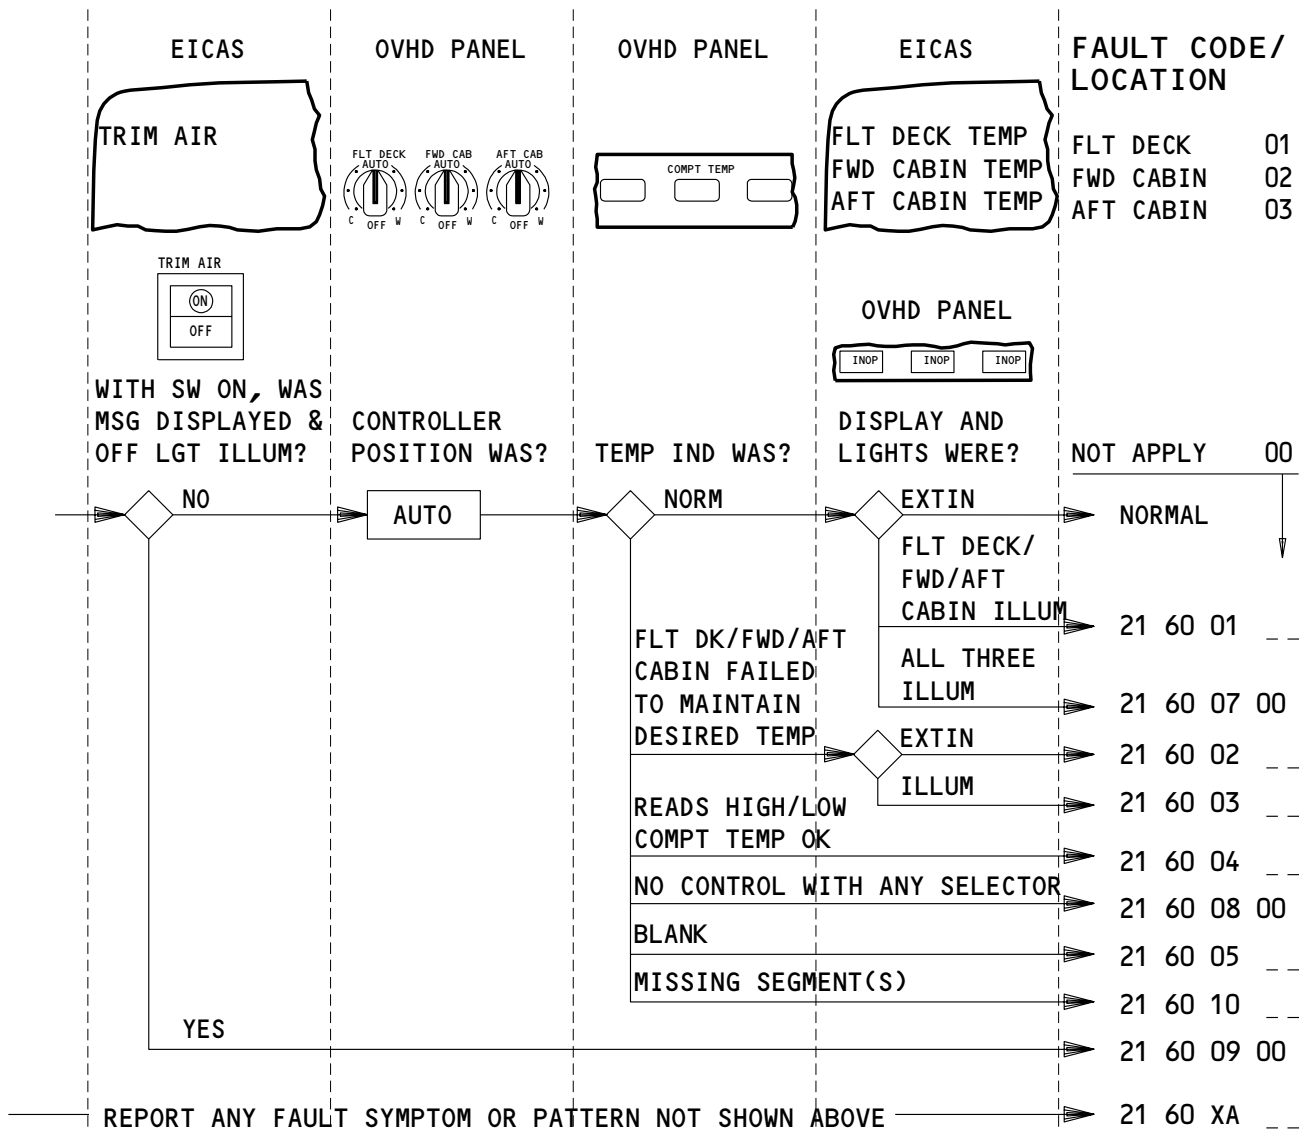 EICAS
OVHD PANEL
OVHD PANEL
EICAS
FAULT CODE/
LOCATION
TRIM AIR
FLT DECK
AUTO
C
OFF
W
FWD CAB
AUTO
C
OFF
W
AFT CAB
AUTO
C
OFF
W
COMPT TEMP
FLT DECK TEMP
FWD CABIN TEMP
AFT CABIN TEMP
FLT DECK 01
FWD CABIN 02
AFT CABIN 03
TRIM AIR
ON
OFF
OVHD PANEL
INOP
INOP
INOP
WITH SW ON, WAS
MSG DISPLAYED &
OFF LGT ILLUM?
CONTROLLER
POSITION WAS?
TEMP IND WAS?
DISPLAY AND
LIGHTS WERE?
NOT APPLY 00
NO
AUTO
NORM
EXTIN
NORMAL
FLT DECK/
FWD/AFT
CABIN ILLUM
21 60 01 _ _
ALL THREE
ILLUM
21 60 07 00
FLT DK/FWD/AFT
CABIN FAILED
TO MAINTAIN
DESIRED TEMP
EXTIN
21 60 02 _ _
ILLUM
21 60 03 _ _
READS HIGH/LOW
COMPT TEMP OK
21 60 04 _ _
NO CONTROL WITH ANY SELECTOR
21 60 08 00
BLANK
21 60 05 _ _
MISSING SEGMENT(S)
21 60 10 _ _
YES
21 60 09 00
REPORT ANY FAULT SYMPTOM OR PATTERN NOT SHOWN ABOVE
21 60 XA _ _